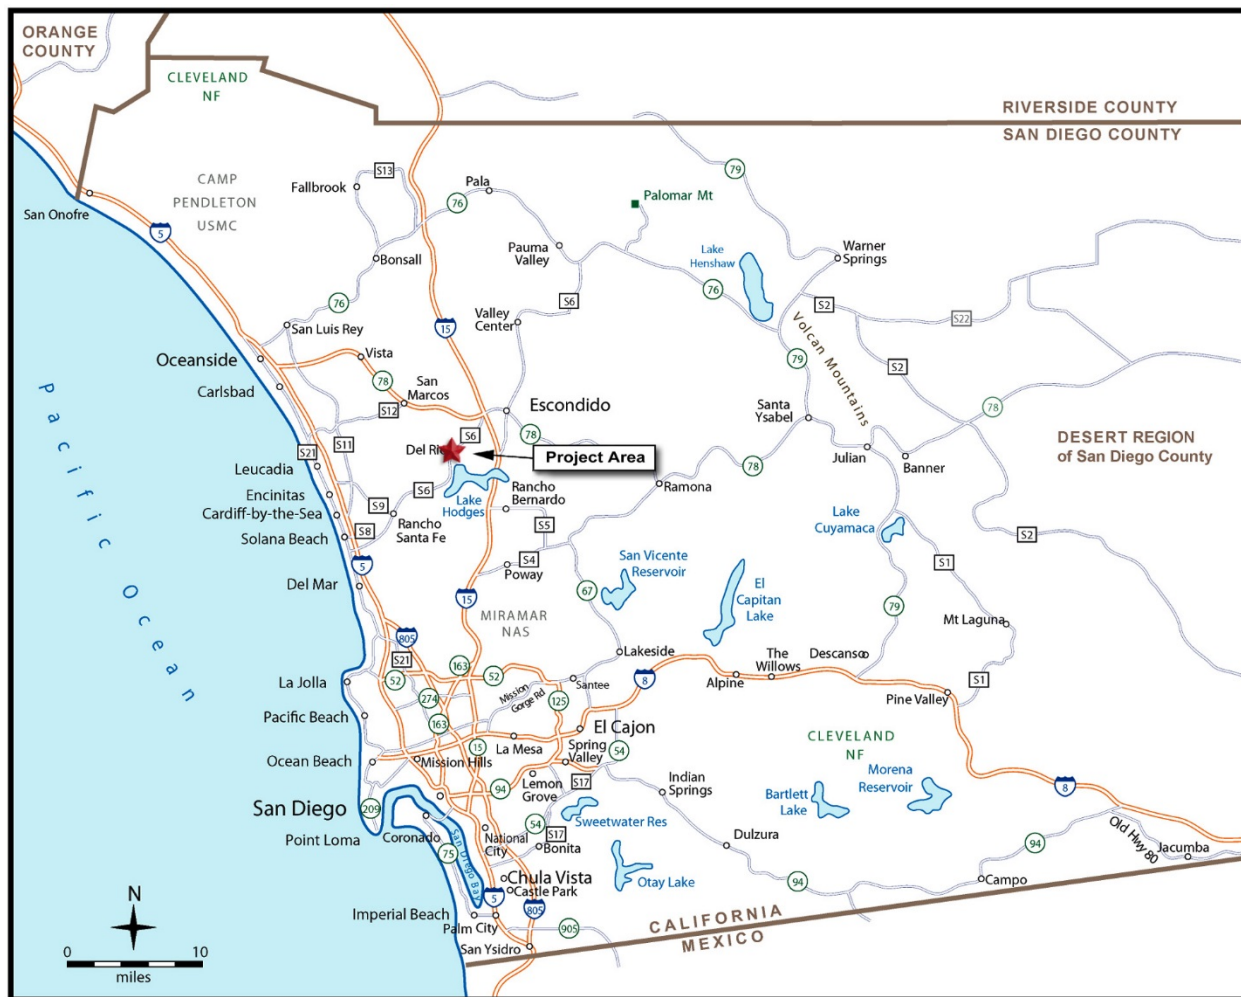 ORANGE
COUNTY
CLEVELAND
NF
RIVERSIDE COUNTY
SAN DIEGO COUNTY
CAMP
PENDLETON
USMC
San Onofre
5
Fallbrook
S13
Pala
76
79
Palomar Mt
Bonsall
Pauma
Valley
Lake
Henshaw
Warner
Springs
76
76
S6
S2
S22
San Luis Rey
15
Valley
Center
Volcan Mountains
Oceanside
Vista
79
S2
Carlsbad
78
San
Marcos
S12
Escondido
Santa
Ysabel
78
S11
S6
78
Del Rio
Project Area
DESERT REGION
of San Diego County
S21
Leucadia
Julian
Banner
78
Encinitas
S6
Lake
Hodges
Rancho
Bernardo
Ramona
Cardiff-by-the-Sea
S9
Rancho
Santa Fe
S8
S5
Lake
Cuyamaca
Solana Beach
S2
S4
Poway
San Vicente
Reservoir
S1
5
Del Mar
El
Capitan
Lake
67
15
79
MIRAMAR
NAS
Mt Laguna
Pacific Ocean
805
S21
163
52
Lakeside
The
Willows
Descanso
La Jolla
52
274
Mission
Gorge Rd
Santee
8
Alpine
S1
Pine Valley
125
Pacific Beach
163
El Cajon
CLEVELAND
NF
15
La Mesa
Spring
Valley
54
Ocean Beach
Mission Hills
Lemon
Grove
S17
Indian
Springs
Morena
Reservoir
Bartlett
Lake
8
94
San Diego
209
Sweetwater Res
Point Loma
Coronado
San Diego Bay
National
City
54
S17
Dulzura
Old Hwy 80
75
Bonita
94
Jacumba
Chula Vista
Castle Park
Otay Lake
94
Campo
5
805
Imperial Beach
Palm City
905
CALIFORNIA
MEXICO
San Ysidro
N
0
10
miles